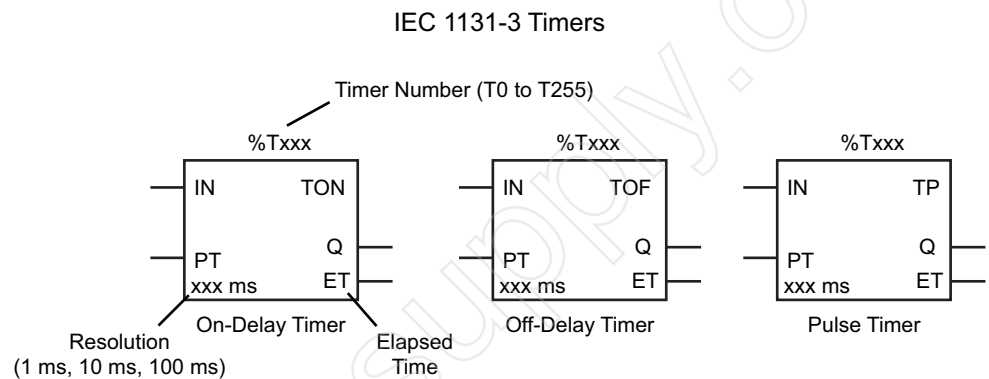 IEC 1131-3 Timers
Timer Number (T0 to T255)
%Txxx
IN TON
Q
PT
xxx ms ET
On-Delay Timer
Resolution
(1 ms, 10 ms, 100 ms)
Elapsed
Time
%Txxx
IN TOF
Q
PT
xxx ms ET
Off-Delay Timer
%Txxx
IN TP
Q
PT
xxx ms ET
Pulse Timer
supply.